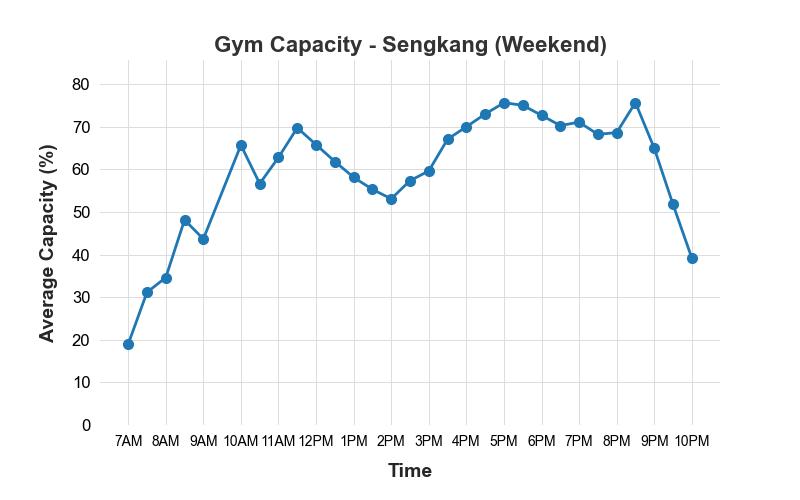 Gym Capacity - Sengkang (Weekend)
Average Capacity (%)
80
70
60
50
40
30
20
10
0
7AM 8AM 9AM 10AM 11AM 12PM 1PM 2PM 3PM 4PM 5PM 6PM 7PM 8PM 9PM 10PM
Time